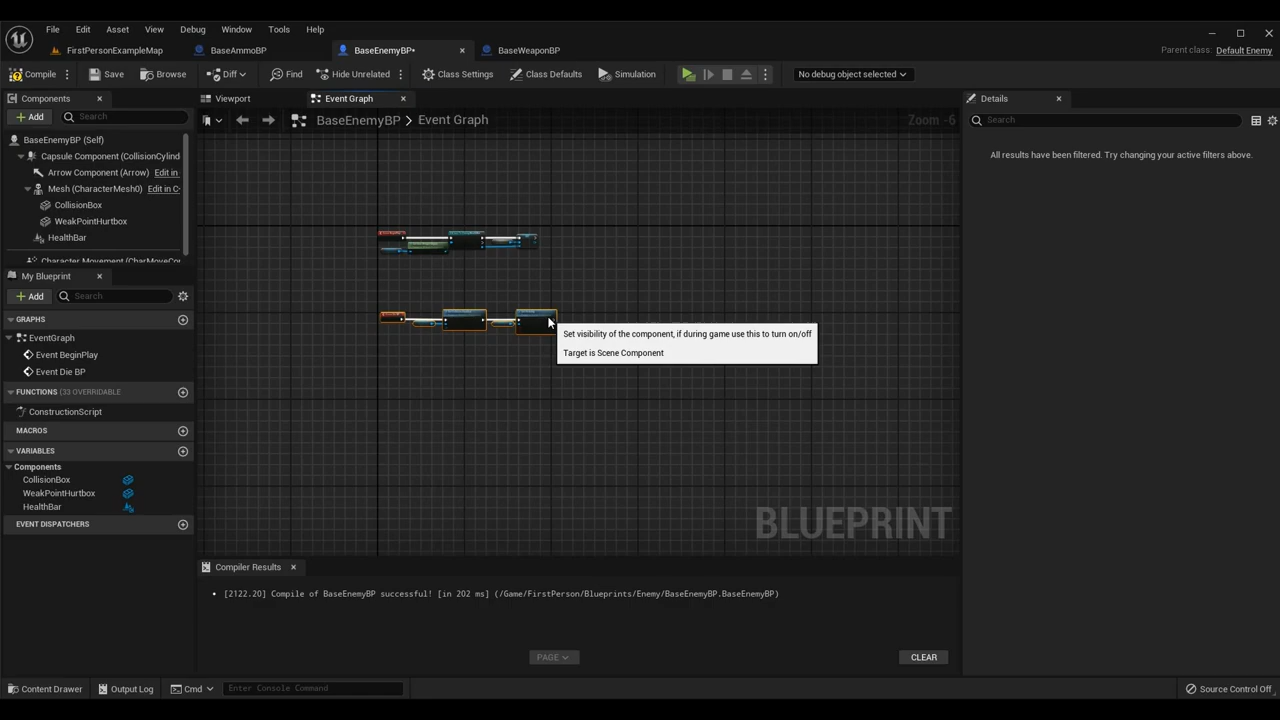 File Edit Asset View Debug Window Tools Help
FirstPersonExampleMap BaseAmmoBP BaseEnemyBP• BaseWeaponBP Parent class: Default Enemy
Compile Save Browse Diff Find Hide Unrelated Class Settings Class Defaults Simulation No debug object selected
Components Viewport Event Graph Details
Add Search BaseEnemyBP > Event Graph Zoom -6 Search
BaseEnemyBP (Self)
All results have been filtered. Try changing your active filters above.
Capsule Component (CollisionCylind
Arrow Component (Arrow) Edit in
Mesh (CharacterMesh0) Edit in C
CollisionBox
WeakPointHurtbox
HealthBar
Character Movement (CharMoveCo
My Blueprint
Add Search
GRAPHS
EventGraph
Event BeginPlay
Event Die BP
FUNCTIONS (33 OVERRIDABLE
ConstructionScript
MACROS
VARIABLES
Components
CollisionBox
WeakPointHurtbox
HealthBar
EVENT DISPATCHERS
Set visibility of the component, if during game use this to turn on/off
Target is Scene Component
BLUEPRINT
Compiler Results
[2122.20] Compile of BaseEnemyBP successful! [in 202 ms] (/Game/FirstPerson/Blueprints/Enemy/BaseEnemyBP.BaseEnemyBP)
PAGE CLEAR
Content Drawer Output Log Cmd Enter Console Command Source Control Off